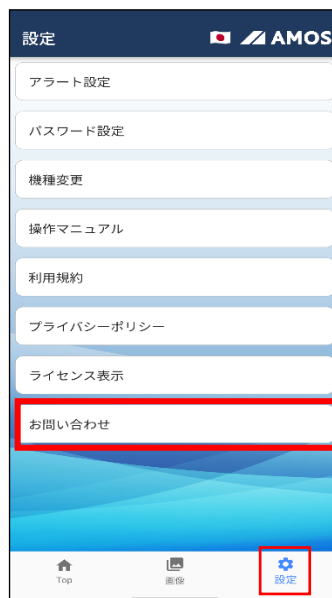 設定
AMOS
アラート設定
パスワード設定
機種変更
操作マニュアル
利用規約
プライバシーポリシー
ライセンス表示
お問い合わせ
Top
画像
設定